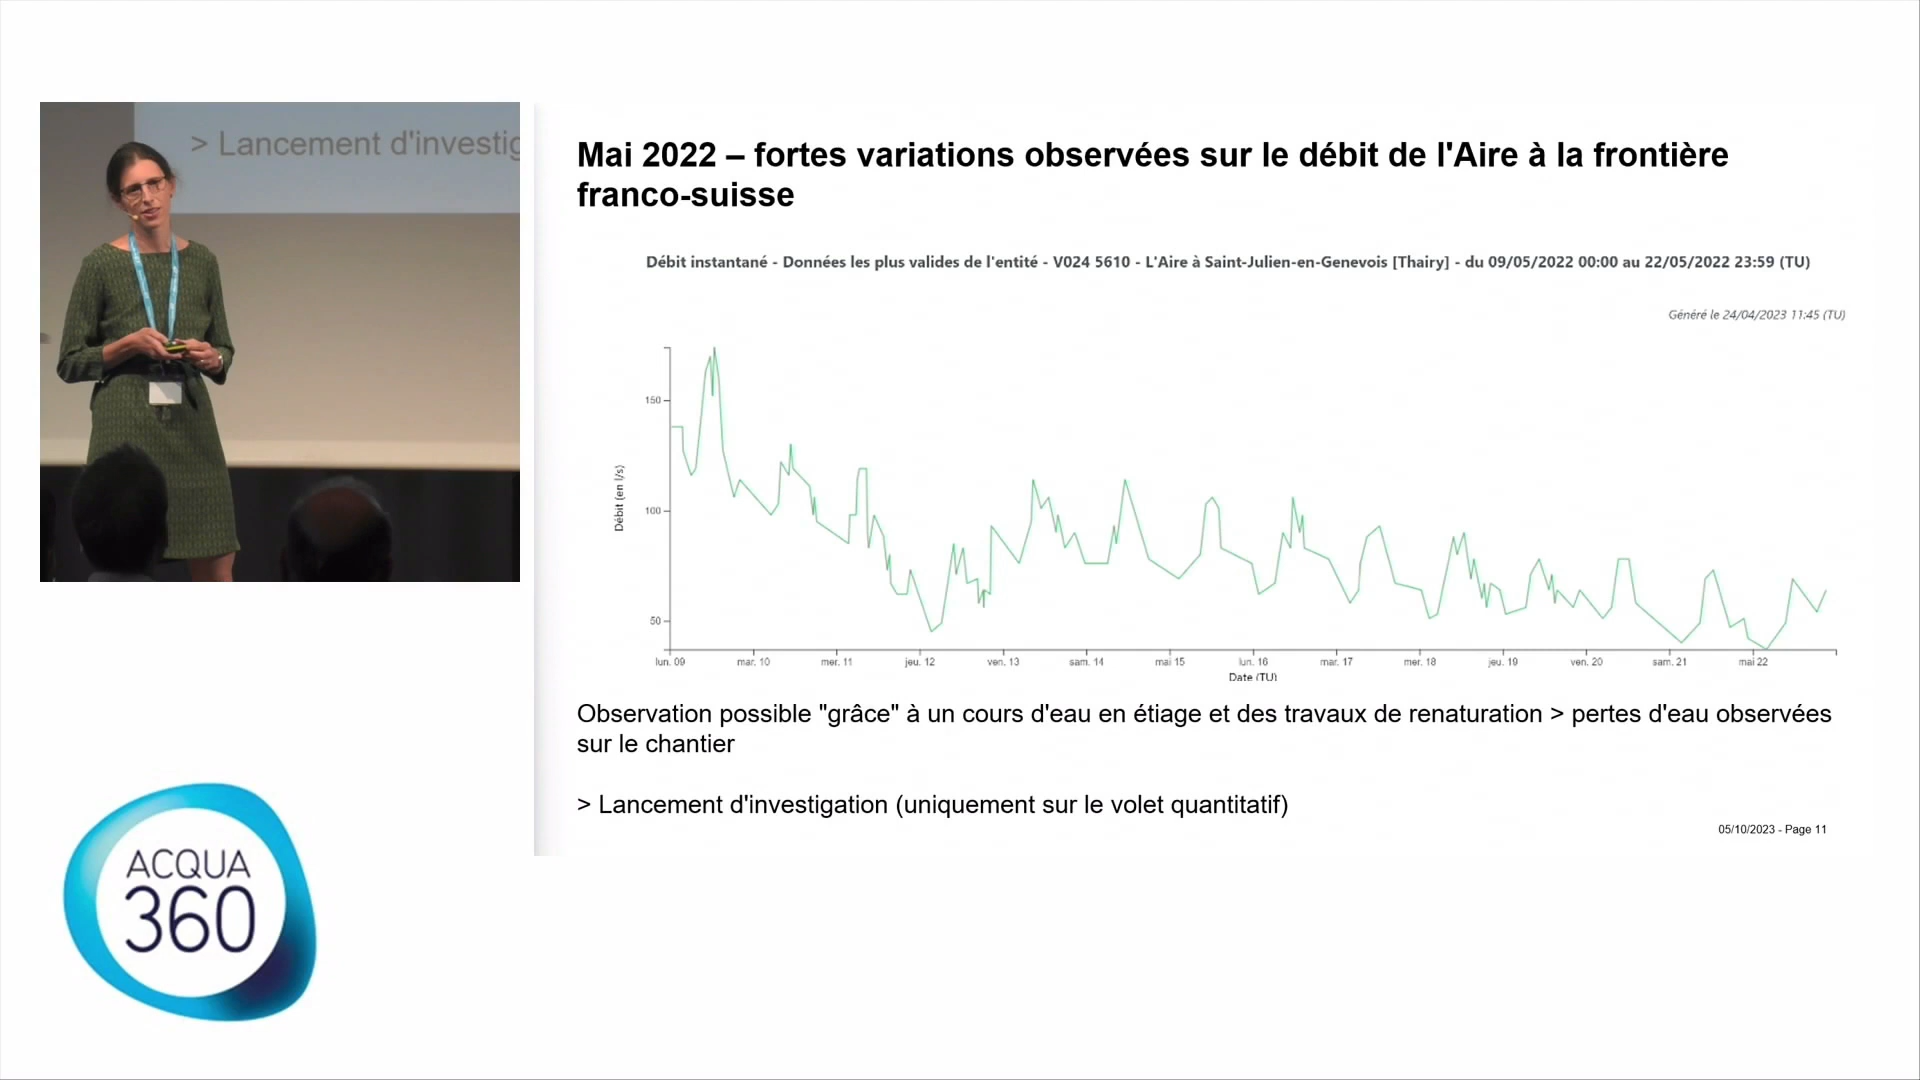 > Lancement d'investig
Mai 2022 – fortes variations observées sur le débit de l'Aire à la frontière
franco-suisse
Débit instantané - Données les plus valides de l'entité - V024 5610 - L'Aire à Saint-Julien-en-Genevois [Thairy] - du 09/05/2022 00:00 au 22/05/2022 23:59 (TU)
Généré le 24/04/2023 11:45 (TU)
Débit (en l/s)
150
100
50
lun. 09 mar. 10 mer. 11 jeu. 12 ven. 13 sam. 14 mai 15 lun. 16 mar. 17 mer. 18 jeu. 19 ven. 20 sam. 21 mai 22
Date (TU)
Observation possible "grâce" à un cours d'eau en étiage et des travaux de renaturation > pertes d'eau observées
sur le chantier
> Lancement d'investigation (uniquement sur le volet quantitatif)
05/10/2023 - Page 11
ACQUA
360